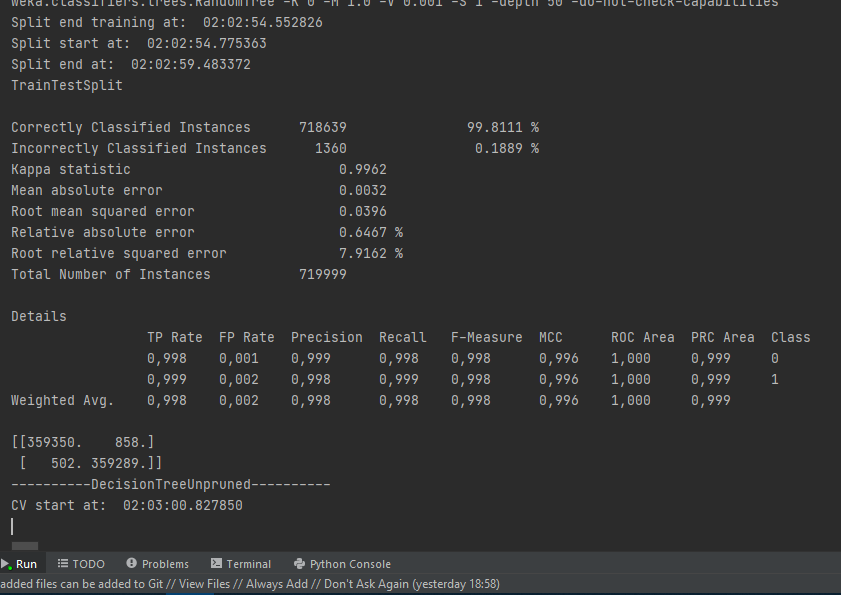 weka.classifiers.trees.RandomTree -K 0 -M 1.0 -V 0.001 -S 1 -depth 50 -do-not-check-capabilities
Split end training at:  02:02:54.552826
Split start at:  02:02:54.775363
Split end at:  02:02:59.483372
TrainTestSplit
Correctly Classified Instances      718639               99.8111 %
Incorrectly Classified Instances      1360                0.1889 %
Kappa statistic                          0.9962
Mean absolute error                      0.0032
Root mean squared error                  0.0396
Relative absolute error                  0.6467 %
Root relative squared error              7.9162 %
Total Number of Instances           719999
Details
TP Rate  FP Rate  Precision  Recall   F-Measure  MCC      ROC Area  PRC Area  Class
0,998    0,001    0,999      0,998    0,998      0,996    1,000     0,999     0
0,999    0,002    0,998      0,999    0,998      0,996    1,000     0,999     1
Weighted Avg.    0,998    0,002    0,998      0,998    0,998      0,996    1,000     0,999
[[359350.    858.]
[   502. 359289.]]
----------DecisionTreeUnpruned----------
CV start at:  02:03:00.827850
Run TODO Problems Terminal Python Console
added files can be added to Git // View Files // Always Add // Don't Ask Again (yesterday 18:58)